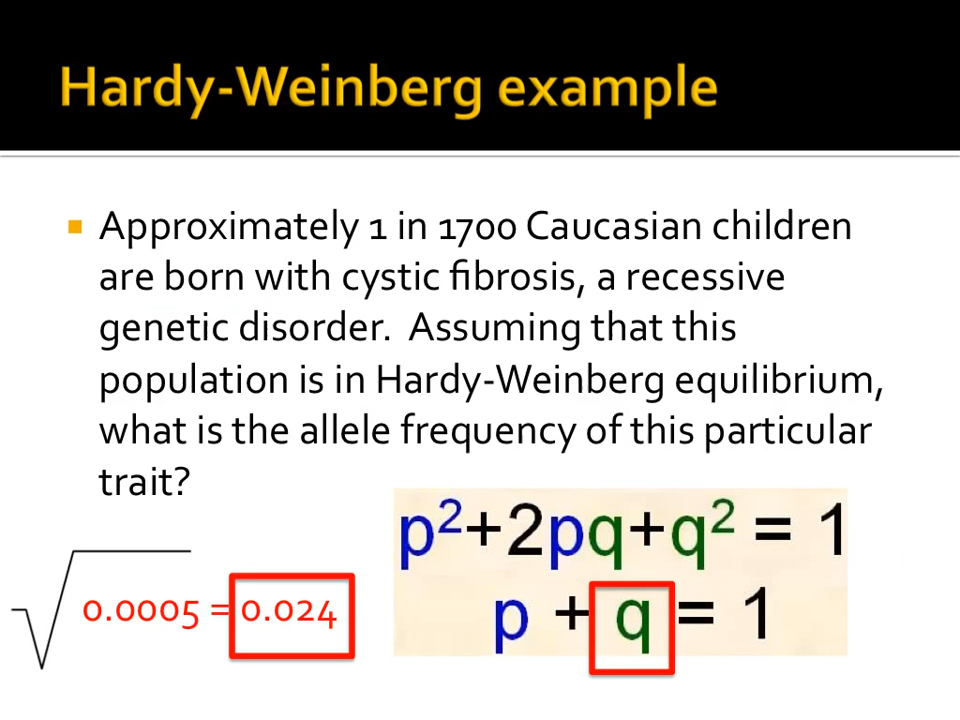 Hardy-Weinberg example
Approximately 1 in 1700 Caucasian children
are born with cystic fibrosis, a recessive
genetic disorder.  Assuming that this
population is in Hardy-Weinberg equilibrium,
what is the allele frequency of this particular
trait?
p²+2pq+q² = 1
p + q = 1
√0.0005 = 0.024